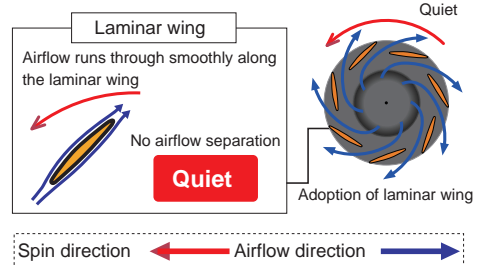 Laminar wing
Quiet
Airflow runs through smoothly along
the laminar wing
No airflow separation
Quiet
Adoption of laminar wing
Spin direction
Airflow direction